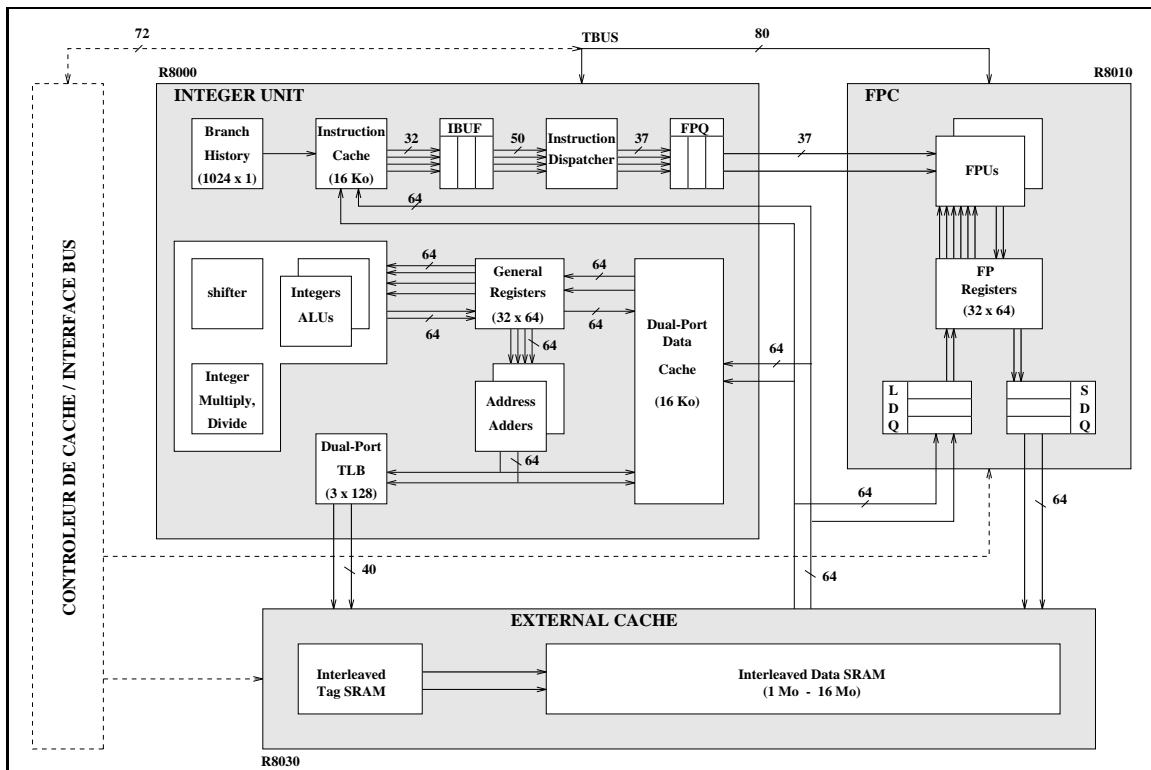 72
TBUS
80
R8000
R8010
INTEGER UNIT
FPC
Branch
History
(1024 x 1)
Instruction
Cache
(16 Ko)
32
IBUF
50
Instruction
Dispatcher
37
FPQ
37
FPUs
64
shifter
Integers
ALUs
Integer
Multiply,
Divide
64
64
General
Registers
(32 x 64)
64
64
64
Dual-Port
Data
Cache
(16 Ko)
64
FP
Registers
(32 x 64)
Address
Adders
64
Dual-Port
TLB
(3 x 128)
L
D
Q
S
D
Q
64
64
40
64
CONTROLEUR DE CACHE / INTERFACE BUS
EXTERNAL CACHE
Interleaved
Tag SRAM
Interleaved Data SRAM
(1 Mo - 16 Mo)
R8030